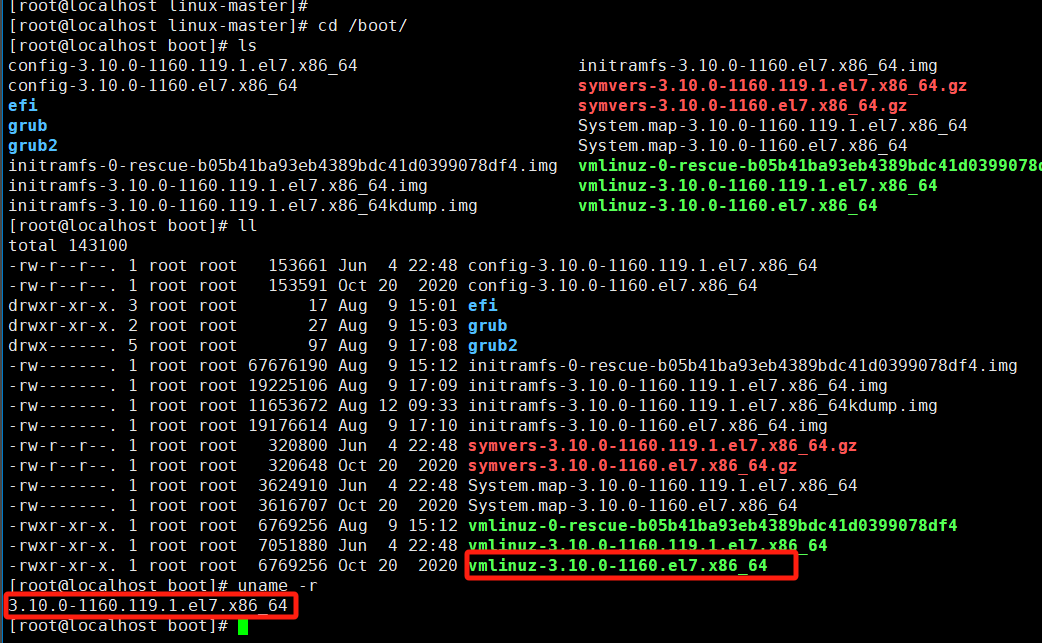 [root@localhost linux-master]#
[root@localhost linux-master]# cd /boot/
[root@localhost boot]# ls
config-3.10.0-1160.119.1.el7.x86_64 initramfs-3.10.0-1160.el7.x86_64.img
config-3.10.0-1160.el7.x86_64 symvers-3.10.0-1160.119.1.el7.x86_64.gz
efi symvers-3.10.0-1160.el7.x86_64.gz
grub System.map-3.10.0-1160.119.1.el7.x86_64
grub2 System.map-3.10.0-1160.el7.x86_64
initramfs-0-rescue-b05b41ba93eb4389bdc41d0399078df4.img vmlinuz-0-rescue-b05b41ba93eb4389bdc41d0399078d
initramfs-3.10.0-1160.119.1.el7.x86_64.img vmlinuz-3.10.0-1160.119.1.el7.x86_64
initramfs-3.10.0-1160.119.1.el7.x86_64kdump.img vmlinuz-3.10.0-1160.el7.x86_64
[root@localhost boot]# ll
total 143100
-rw-r--r--. 1 root root 153661 Jun 4 22:48 config-3.10.0-1160.119.1.el7.x86_64
-rw-r--r--. 1 root root 153591 Oct 20 2020 config-3.10.0-1160.el7.x86_64
drwxr-xr-x. 3 root root 17 Aug 9 15:01 efi
drwxr-xr-x. 2 root root 27 Aug 9 15:03 grub
drwx------. 5 root root 97 Aug 9 17:08 grub2
-rw-------. 1 root root 67676190 Aug 9 15:12 initramfs-0-rescue-b05b41ba93eb4389bdc41d0399078df4.img
-rw-------. 1 root root 19225106 Aug 9 17:09 initramfs-3.10.0-1160.119.1.el7.x86_64.img
-rw-------. 1 root root 11653672 Aug 12 09:33 initramfs-3.10.0-1160.119.1.el7.x86_64kdump.img
-rw-------. 1 root root 19176614 Aug 9 17:10 initramfs-3.10.0-1160.el7.x86_64.img
-rw-r--r--. 1 root root 320800 Jun 4 22:48 symvers-3.10.0-1160.119.1.el7.x86_64.gz
-rw-r--r--. 1 root root 320648 Oct 20 2020 symvers-3.10.0-1160.el7.x86_64.gz
-rw-------. 1 root root 3624910 Jun 4 22:48 System.map-3.10.0-1160.119.1.el7.x86_64
-rw-------. 1 root root 3616707 Oct 20 2020 System.map-3.10.0-1160.el7.x86_64
-rwxr-xr-x. 1 root root 6769256 Aug 9 15:12 vmlinuz-0-rescue-b05b41ba93eb4389bdc41d0399078df4
-rwxr-xr-x. 1 root root 7051880 Jun 4 22:48 vmlinuz-3.10.0-1160.119.1.el7.x86_64
-rwxr-xr-x. 1 root root 6769256 Oct 20 2020 vmlinuz-3.10.0-1160.el7.x86_64
[root@localhost boot]# uname -r
3.10.0-1160.119.1.el7.x86_64
[root@localhost boot]#